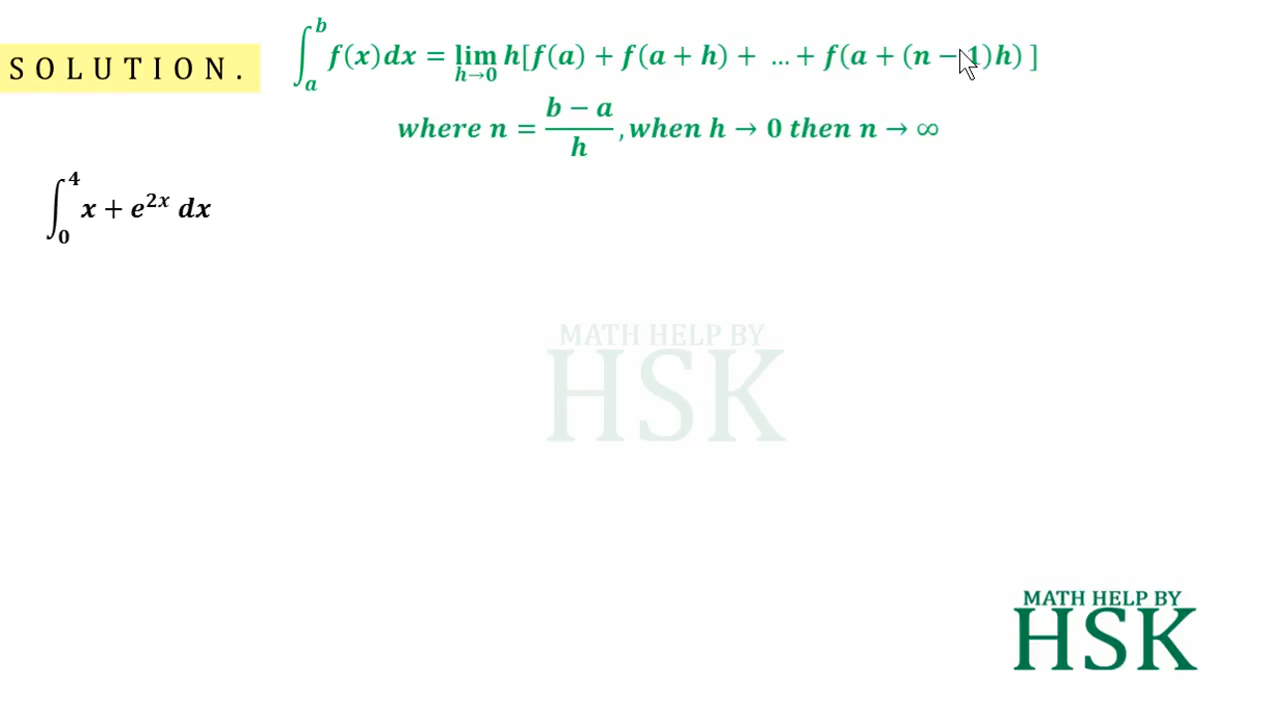 SOLUTION.
∫_a^b f(x)dx = lim_{h→0} h[f(a) + f(a + h) + ... + f(a + (n − 1)h) ]
where n = (b − a)/h, when h → 0 then n → ∞
∫_0^4 x + e^{2x} dx
MATH HELP BY
HSK
MATH HELP BY
HSK